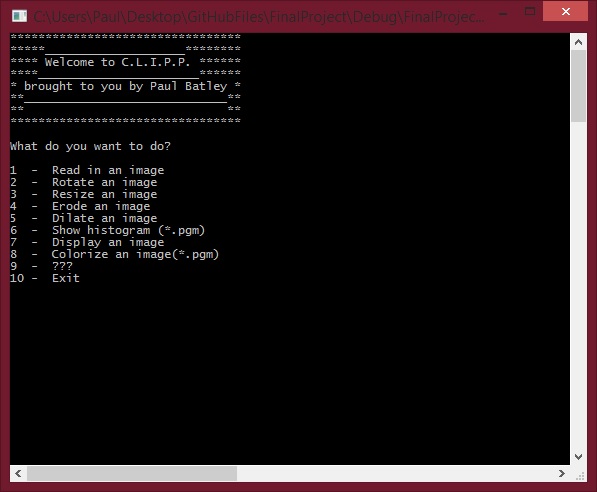 C:\Users\Paul\Desktop\GitHubFiles\FinalProject\Debug\FinalProjec...
*********************************
*****____________________********
**** Welcome to C.L.I.P.P. ******
****_______________________******
* brought to you by Paul Batley *
**_____________________________**
**                             **
*********************************
What do you want to do?
1  -  Read in an image
2  -  Rotate an image
3  -  Resize an image
4  -  Erode an image
5  -  Dilate an image
6  -  Show histogram (*.pgm)
7  -  Display an image
8  -  Colorize an image(*.pgm)
9  -  ???
10 -  Exit